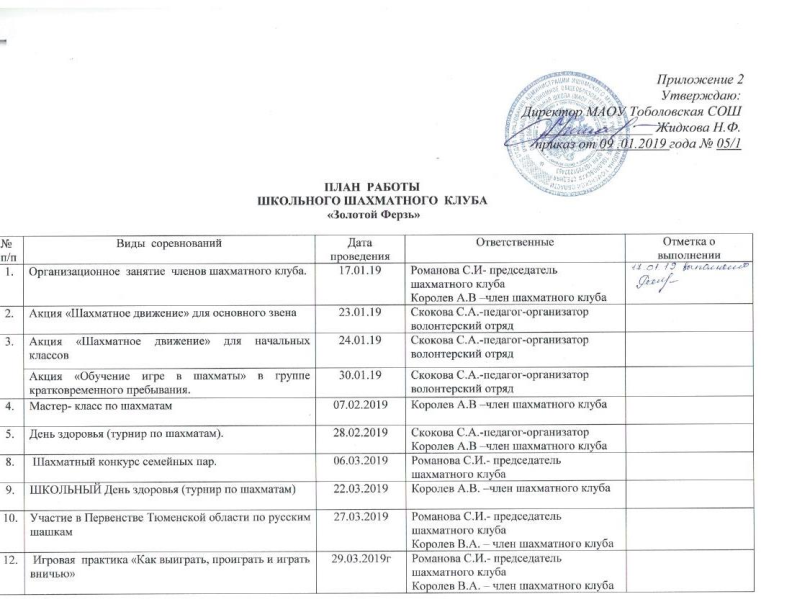 Приложение 2
Утверждаю:
Директор МАОУ Тоболовская СОШ
Жидкова Н.Ф.
приказ от 09 .01.2019 года № 05/1
ПЛАН РАБОТЫ
ШКОЛЬНОГО ШАХМАТНОГО КЛУБА
«Золотой Ферзь»
№ п/п Виды соревнований Дата проведения Ответственные Отметка о выполнении
1. Организационное занятие членов шахматного клуба. 17.01.19 Романова С.И- председатель
шахматного клуба
Королев А.В –член шахматного клуба
17.01.19 выполнено
2. Акция «Шахматное движение» для основного звена 23.01.19 Скокова С.А.-педагог-организатор
волонтерский отряд
3. Акция «Шахматное движение» для начальных 24.01.19 Скокова С.А.-педагог-организатор
классов волонтерский отряд
Акция «Обучение игре в шахматы» в группе 30.01.19 Скокова С.А.-педагог-организатор
кратковременного пребывания. волонтерский отряд
4. Мастер- класс по шахматам 07.02.2019 Королев А.В –член шахматного клуба
5. День здоровья (турнир по шахматам). 28.02.2019 Скокова С.А.-педагог-организатор
Королев А.В –член шахматного клуба
8. Шахматный конкурс семейных пар. 06.03.2019 Романова С.И.- председатель
шахматного клуба
9. ШКОЛЬНЫЙ День здоровья (турнир по шахматам) 22.03.2019 Королев А.В. –член шахматного клуба
10. Участие в Первенстве Тюменской области по русским 27.03.2019 Романова С.И.- председатель
шашкам шахматного клуба
Королев В.А. – член шахматного клуба
12. Игровая практика «Как выиграть, проиграть и играть 29.03.2019г Романова С.И.- председатель
вничью» шахматного клуба
Королев В.А. – член шахматного клуба